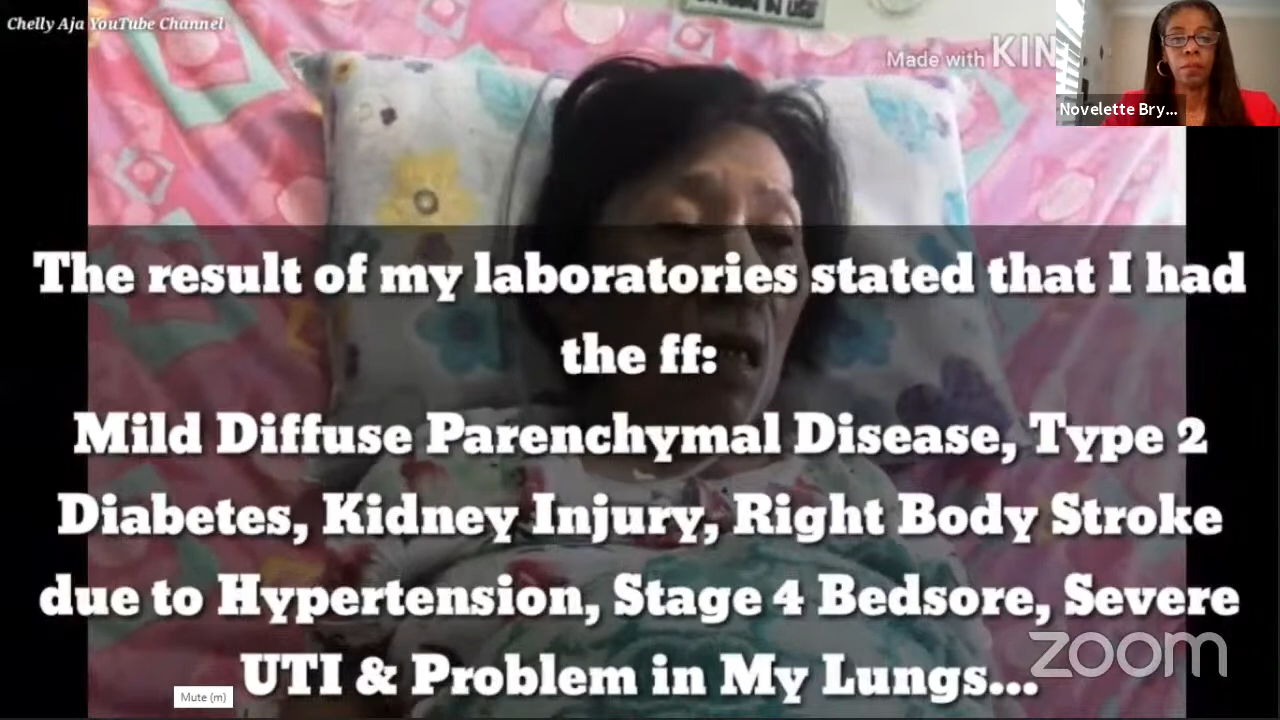 Chelly Aja YouTube Channel
Made with KIN
Novelette Bry...
The result of my laboratories stated that I had
the ff:
Mild Diffuse Parenchymal Disease, Type 2
Diabetes, Kidney Injury, Right Body Stroke
due to Hypertension, Stage 4 Bedsore, Severe
UTI & Problem in My Lungs...
zoom
Mute (m)